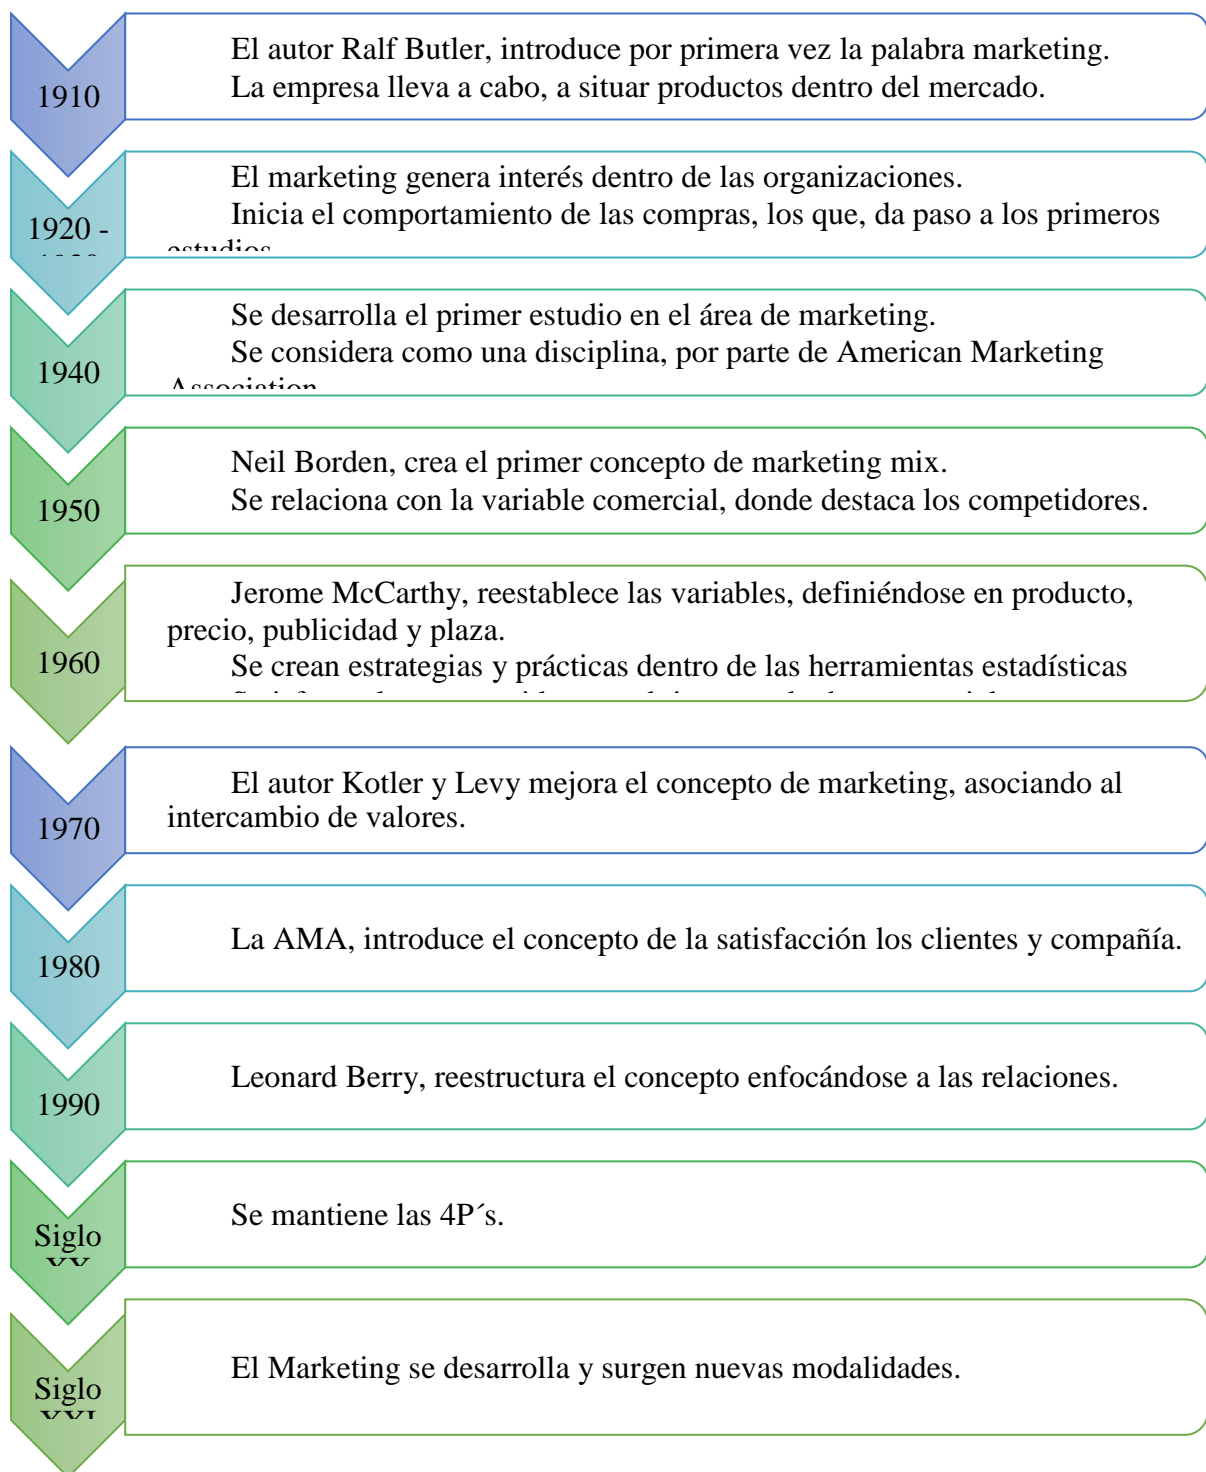 1910
El autor Ralf Butler, introduce por primera vez la palabra marketing.
La empresa lleva a cabo, a situar productos dentro del mercado.
1920 -
El marketing genera interés dentro de las organizaciones.
Inicia el comportamiento de las compras, los que, da paso a los primeros
estudios
1940
Se desarrolla el primer estudio en el área de marketing.
Se considera como una disciplina, por parte de American Marketing
Association
1950
Neil Borden, crea el primer concepto de marketing mix.
Se relaciona con la variable comercial, donde destaca los competidores.
1960
Jerome McCarthy, reestablece las variables, definiéndose en producto,
precio, publicidad y plaza.
Se crean estrategias y prácticas dentro de las herramientas estadísticas
1970
El autor Kotler y Levy mejora el concepto de marketing, asociando al
intercambio de valores.
1980
La AMA, introduce el concepto de la satisfacción los clientes y compañía.
1990
Leonard Berry, reestructura el concepto enfocándose a las relaciones.
Siglo
XX
Se mantiene las 4P´s.
Siglo
XXI
El Marketing se desarrolla y surgen nuevas modalidades.